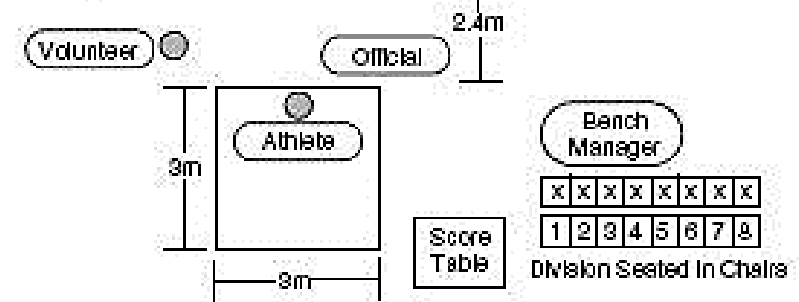 2.4m
Volunteer
Official
Athlete
3m
Bench
Manager
x x x x x x x x
1 2 3 4 5 6 7 8
Score
Table
Division Seated In Chairs
3m